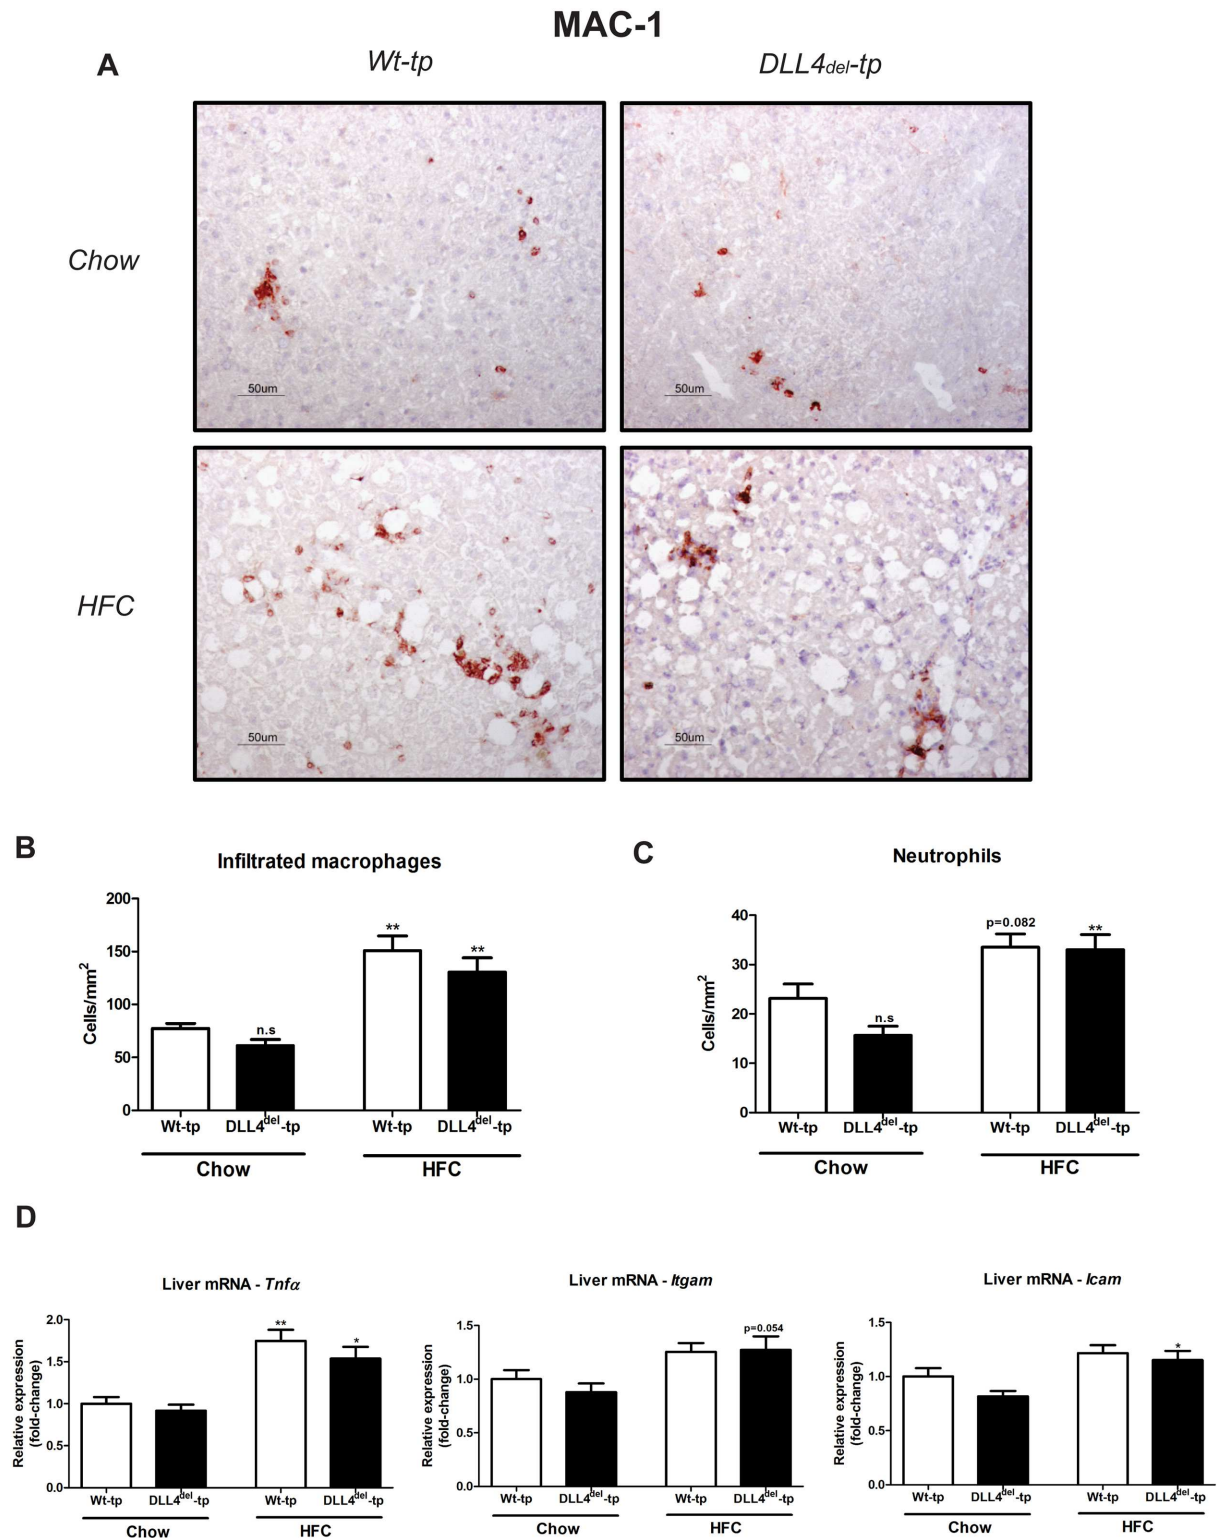 MAC-1
A
Wt-tp
DLL4del-tp
Chow
50um
50um
HFC
50um
50um
B
Infiltrated macrophages
Cells/mm²
200
150
100
50
0
n.s
**
**
Wt-tp DLL4del-tp Wt-tp DLL4del-tp
Chow HFC
C
Neutrophils
Cells/mm²
40
30
20
10
0
n.s
p=0.082
**
Wt-tp DLL4del-tp Wt-tp DLL4del-tp
Chow HFC
D
Liver mRNA - Tnfα
Relative expression
(fold-change)
2.0
1.5
1.0
0.5
0.0
**
*
Wt-tp DLL4del-tp Wt-tp DLL4del-tp
Chow HFC
Liver mRNA - Itgam
Relative expression
(fold-change)
1.5
1.0
0.5
0.0
p=0.054
Wt-tp DLL4del-tp Wt-tp DLL4del-tp
Chow HFC
Liver mRNA - Icam
Relative expression
(fold-change)
1.5
1.0
0.5
0.0
*
Wt-tp DLL4del-tp Wt-tp DLL4del-tp
Chow HFC